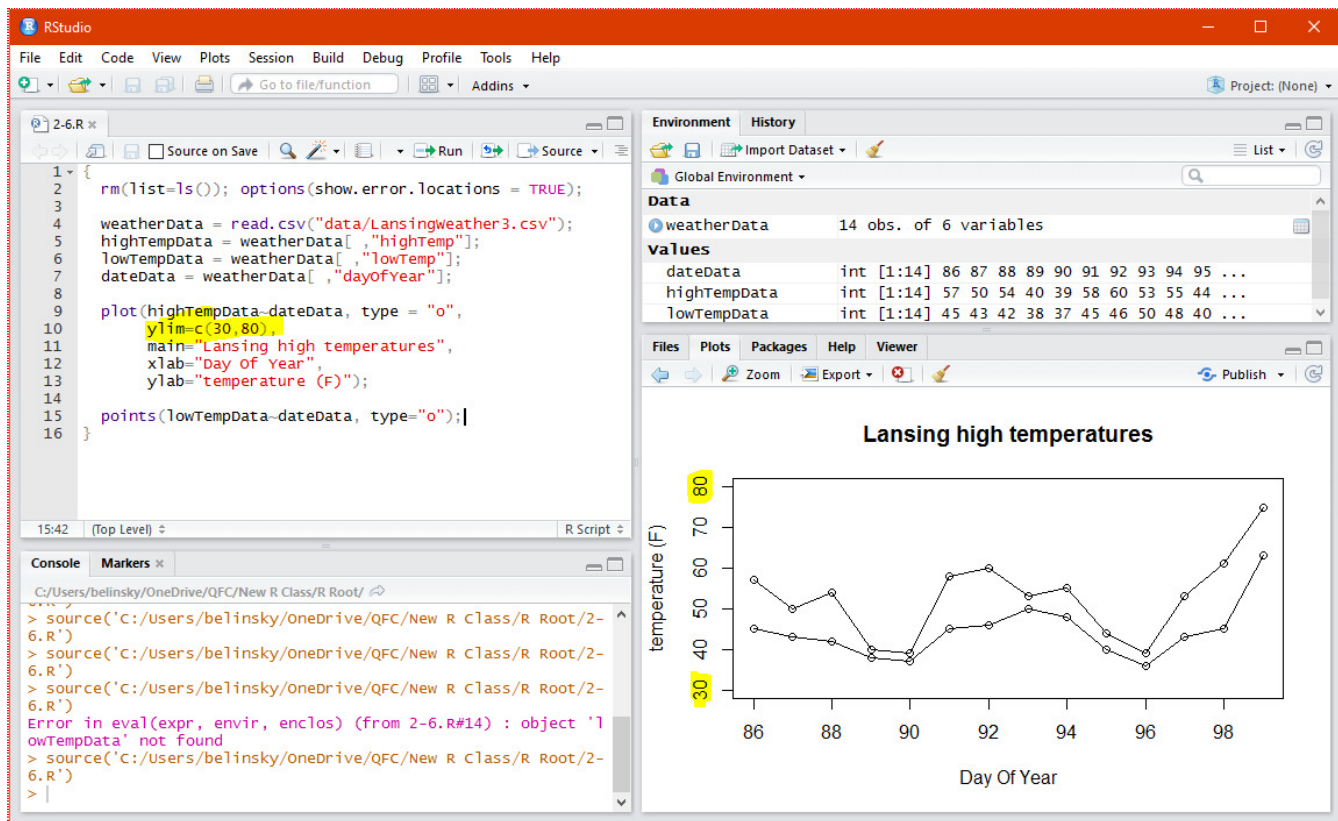 RStudio
File Edit Code View Plots Session Build Debug Profile Tools Help
Go to file/function Addins Project: (None)
2-6.R
Source on Save Run Source
1 {
2 rm(list=ls()); options(show.error.locations = TRUE);
3
4 weatherData = read.csv("data/LansingWeather3.csv");
5 highTempData = weatherData[ ,"highTemp"];
6 lowTempData = weatherData[ ,"lowTemp"];
7 dateData = weatherData[ ,"dayOfYear"];
8
9 plot(highTempData~dateData, type = "o",
10 ylim=c(30,80),
11 main="Lansing high temperatures",
12 xlab="Day Of Year",
13 ylab="temperature (F)");
14
15 points(lowTempData~dateData, type="o");
16 }
15:42 (Top Level) R Script
Console Markers
C:/Users/belinsky/OneDrive/QFC/New R Class/R Root/
6.R')
> source('C:/Users/belinsky/OneDrive/QFC/New R Class/R Root/2-
6.R')
> source('C:/Users/belinsky/OneDrive/QFC/New R Class/R Root/2-
6.R')
> source('C:/Users/belinsky/OneDrive/QFC/New R Class/R Root/2-
6.R')
Error in eval(expr, envir, enclos) (from 2-6.R#14) : object 'l
owTempData' not found
> source('C:/Users/belinsky/OneDrive/QFC/New R Class/R Root/2-
6.R')
>
Environment History
Import Dataset List
Global Environment
Data
weatherData 14 obs. of 6 variables
Values
dateData int [1:14] 86 87 88 89 90 91 92 93 94 95 ...
highTempData int [1:14] 57 50 54 40 39 58 60 53 55 44 ...
lowTempData int [1:14] 45 43 42 38 37 45 46 50 48 40 ...
Files Plots Packages Help Viewer
Zoom Export Publish
Lansing high temperatures
temperature (F)
80
70
60
50
40
30
86 88 90 92 94 96 98
Day Of Year